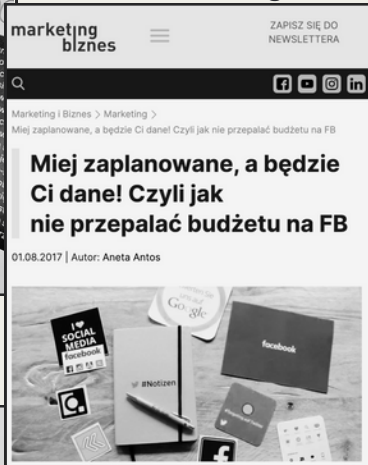 marketing
biznes
ZAPISZ SIĘ DO
NEWSLETTERA
Marketing i Biznes > Marketing >
Miej zaplanowane, a będzie Ci dane! Czyli jak nie przepalać budżetu na FB
Miej zaplanowane, a będzie
Ci dane! Czyli jak
nie przepalać budżetu na FB
01.08.2017 | Autor: Aneta Antos
Google
I
SOCIAL
MEDIA
facebook
#Notizen
facebook